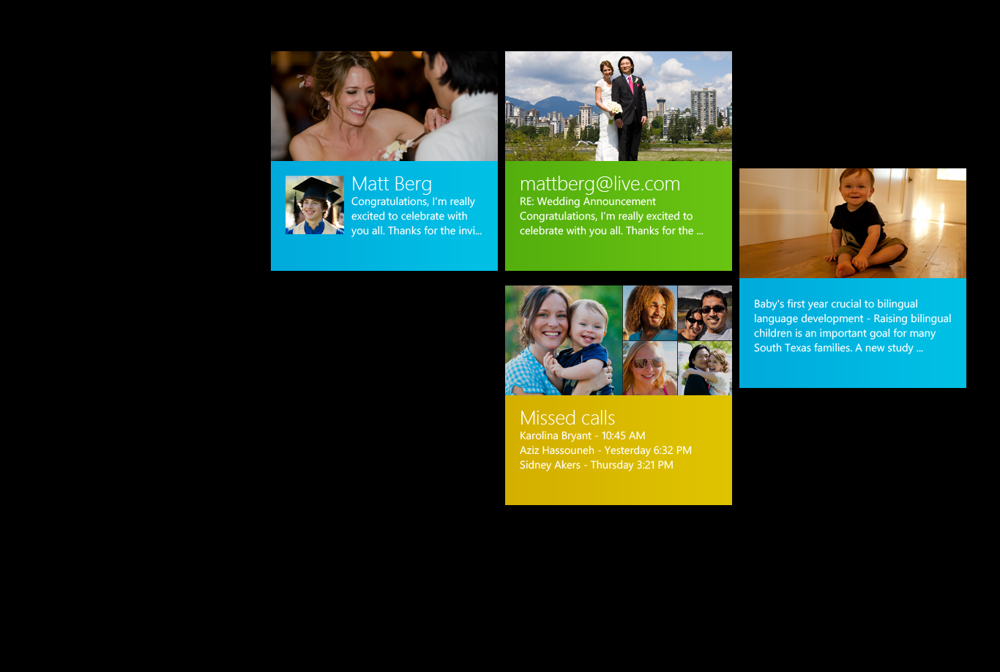 Matt Berg
Congratulations, I'm really
excited to celebrate with
you all. Thanks for the invi...
mattberg@live.com
RE: Wedding Announcement
Congratulations, I'm really excited to
celebrate with you all. Thanks for the ...
Baby's first year crucial to bilingual
language development - Raising bilingual
children is an important goal for many
South Texas families. A new study ...
Missed calls
Karolina Bryant - 10:45 AM
Aziz Hassouneh - Yesterday 6:32 PM
Sidney Akers - Thursday 3:21 PM